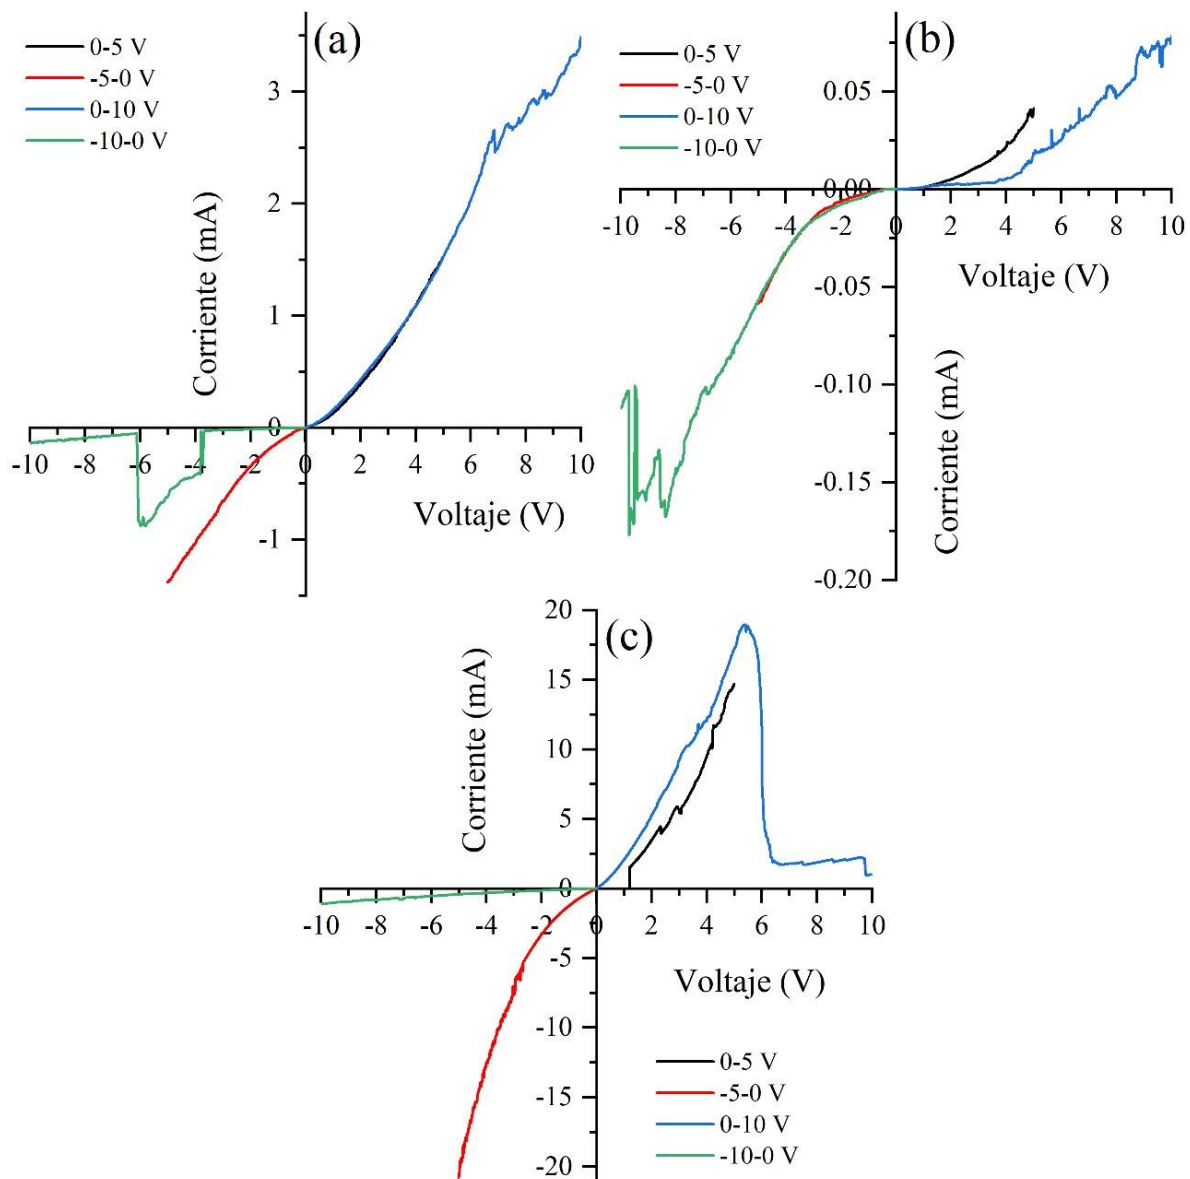 (a)
0-5 V
-5-0 V
0-10 V
-10-0 V
3
2
1
0
-1
-10
-8
-6
-4
-2
0
2
4
6
8
10
Corriente (mA)
Voltaje (V)
(b)
0-5 V
-5-0 V
0-10 V
-10-0 V
0.05
0.00
-0.05
-0.10
-0.15
-0.20
-10
-8
-6
-4
-2
0
2
4
6
8
10
Voltaje (V)
Corriente (mA)
(c)
20
15
10
5
0
-5
-10
-15
-20
-10
-8
-6
-4
-2
0
2
4
6
8
10
Corriente (mA)
Voltaje (V)
0-5 V
-5-0 V
0-10 V
-10-0 V